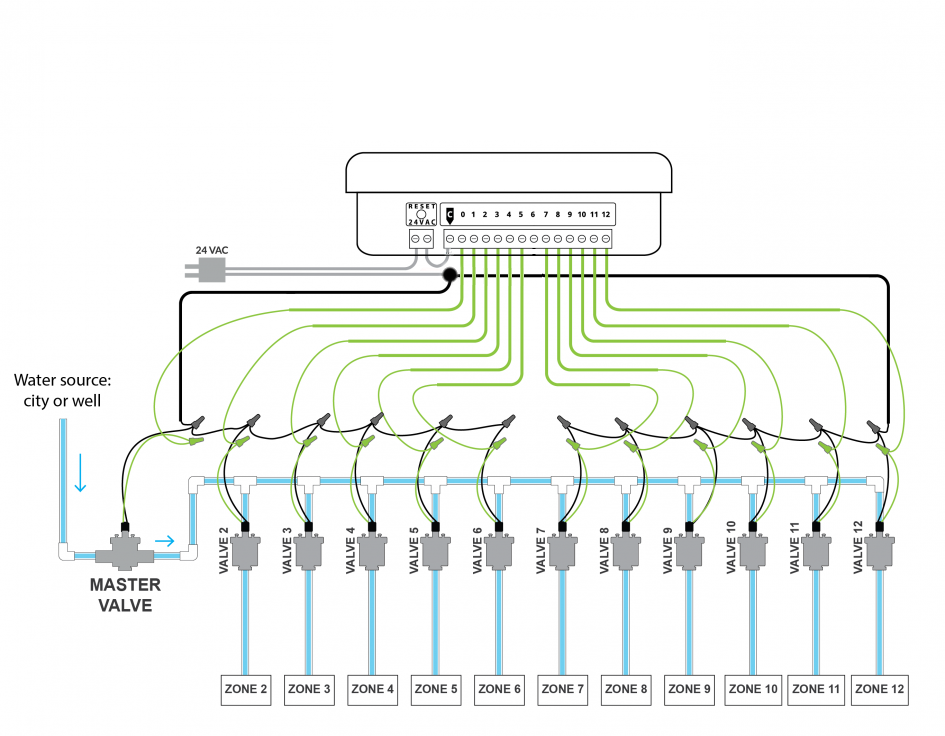 RESET
24VAC
C 0 1 2 3 4 5 6 7 8 9 10 11 12
24 VAC
Water source:
city or well
MASTER
VALVE
VALVE 2
VALVE 3
VALVE 4
VALVE 5
VALVE 6
VALVE 7
VALVE 8
VALVE 9
VALVE 10
VALVE 11
VALVE 12
ZONE 2
ZONE 3
ZONE 4
ZONE 5
ZONE 6
ZONE 7
ZONE 8
ZONE 9
ZONE 10
ZONE 11
ZONE 12